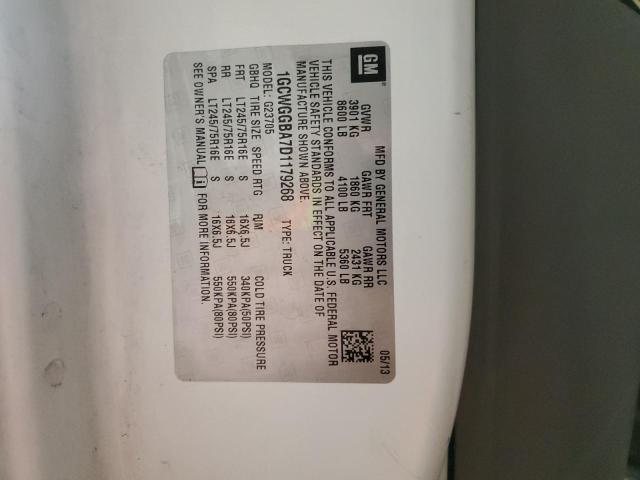 GM
MFD BY GENERAL MOTORS LLC 05/13
GVWR GAWR FRT GAWR RR
3901 KG 1860 KG 2431 KG
8600 LB 4100 LB 5360 LB
THIS VEHICLE CONFORMS TO ALL APPLICABLE U.S. FEDERAL MOTOR
VEHICLE SAFETY STANDARDS IN EFFECT ON THE DATE OF
MANUFACTURE SHOWN ABOVE.
1GCWGGBA7D1179268 TYPE: TRUCK
MODEL: G23705
GBHQ TIRE SIZE SPEED RTG RIM COLD TIRE PRESSURE
FRT LT245/75R16E S 16X6.5J 340KPA(50PSI)
RR LT245/75R16E S 16X6.5J 550KPA(80PSI)
SPA LT245/75R16E S 16X6.5J 550KPA(80PSI)
SEE OWNER'S MANUAL FOR MORE INFORMATION.